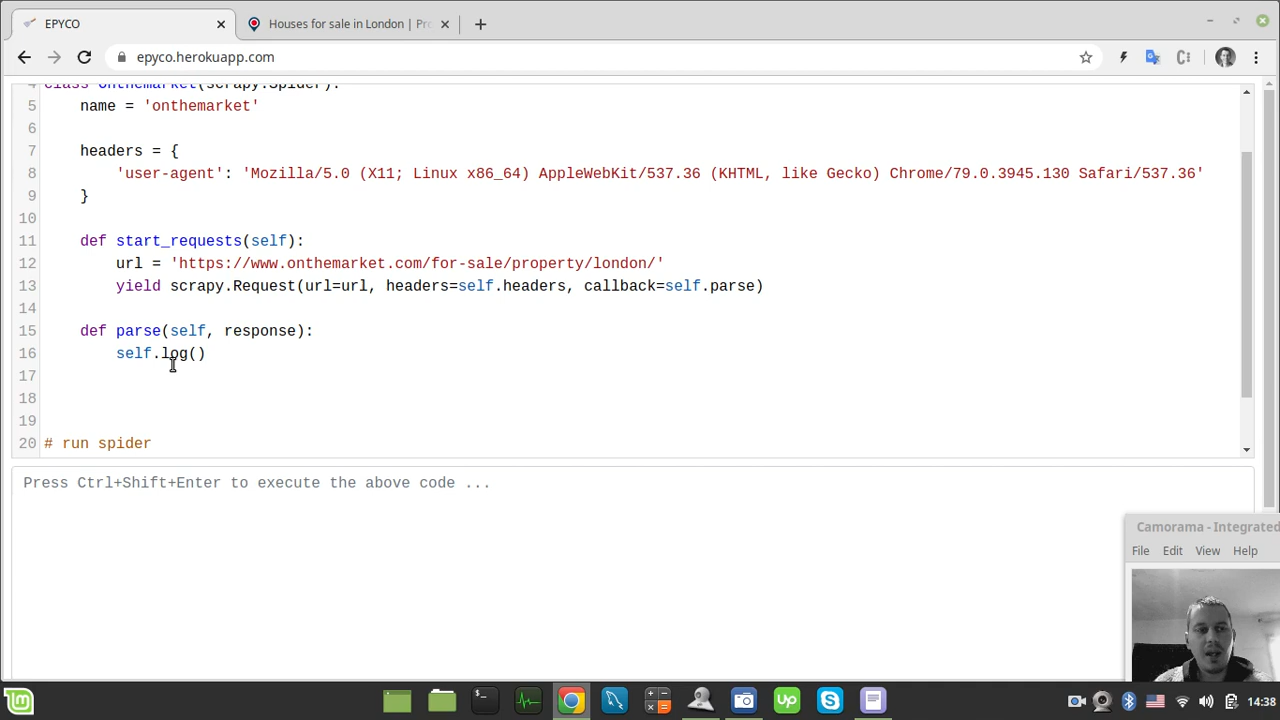 EPYCO
Houses for sale in London | Pr
epyco.herokuapp.com
4 class Onthemarket(scrapy.Spider):
5 name = 'onthemarket'
6
7 headers = {
8 'user-agent': 'Mozilla/5.0 (X11; Linux x86_64) AppleWebKit/537.36 (KHTML, like Gecko) Chrome/79.0.3945.130 Safari/537.36'
9 }
10
11 def start_requests(self):
12 url = 'https://www.onthemarket.com/for-sale/property/london/'
13 yield scrapy.Request(url=url, headers=self.headers, callback=self.parse)
14
15 def parse(self, response):
16 self.log()
17
18
19
20 # run spider
Press Ctrl+Shift+Enter to execute the above code ...
Camorama - Integrated
File Edit View Help
14:38